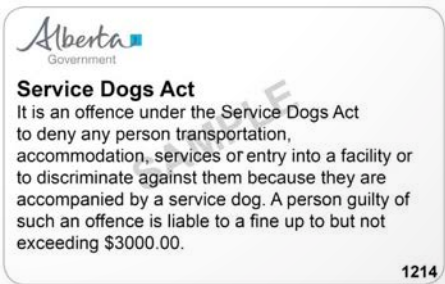 Alberta
Government
Service Dogs Act
It is an offence under the Service Dogs Act
to deny any person transportation,
accommodation, services or entry into a facility or
to discriminate against them because they are
accompanied by a service dog. A person guilty of
such an offence is liable to a fine up to but not
exceeding $3000.00.
SAMPLE
1214